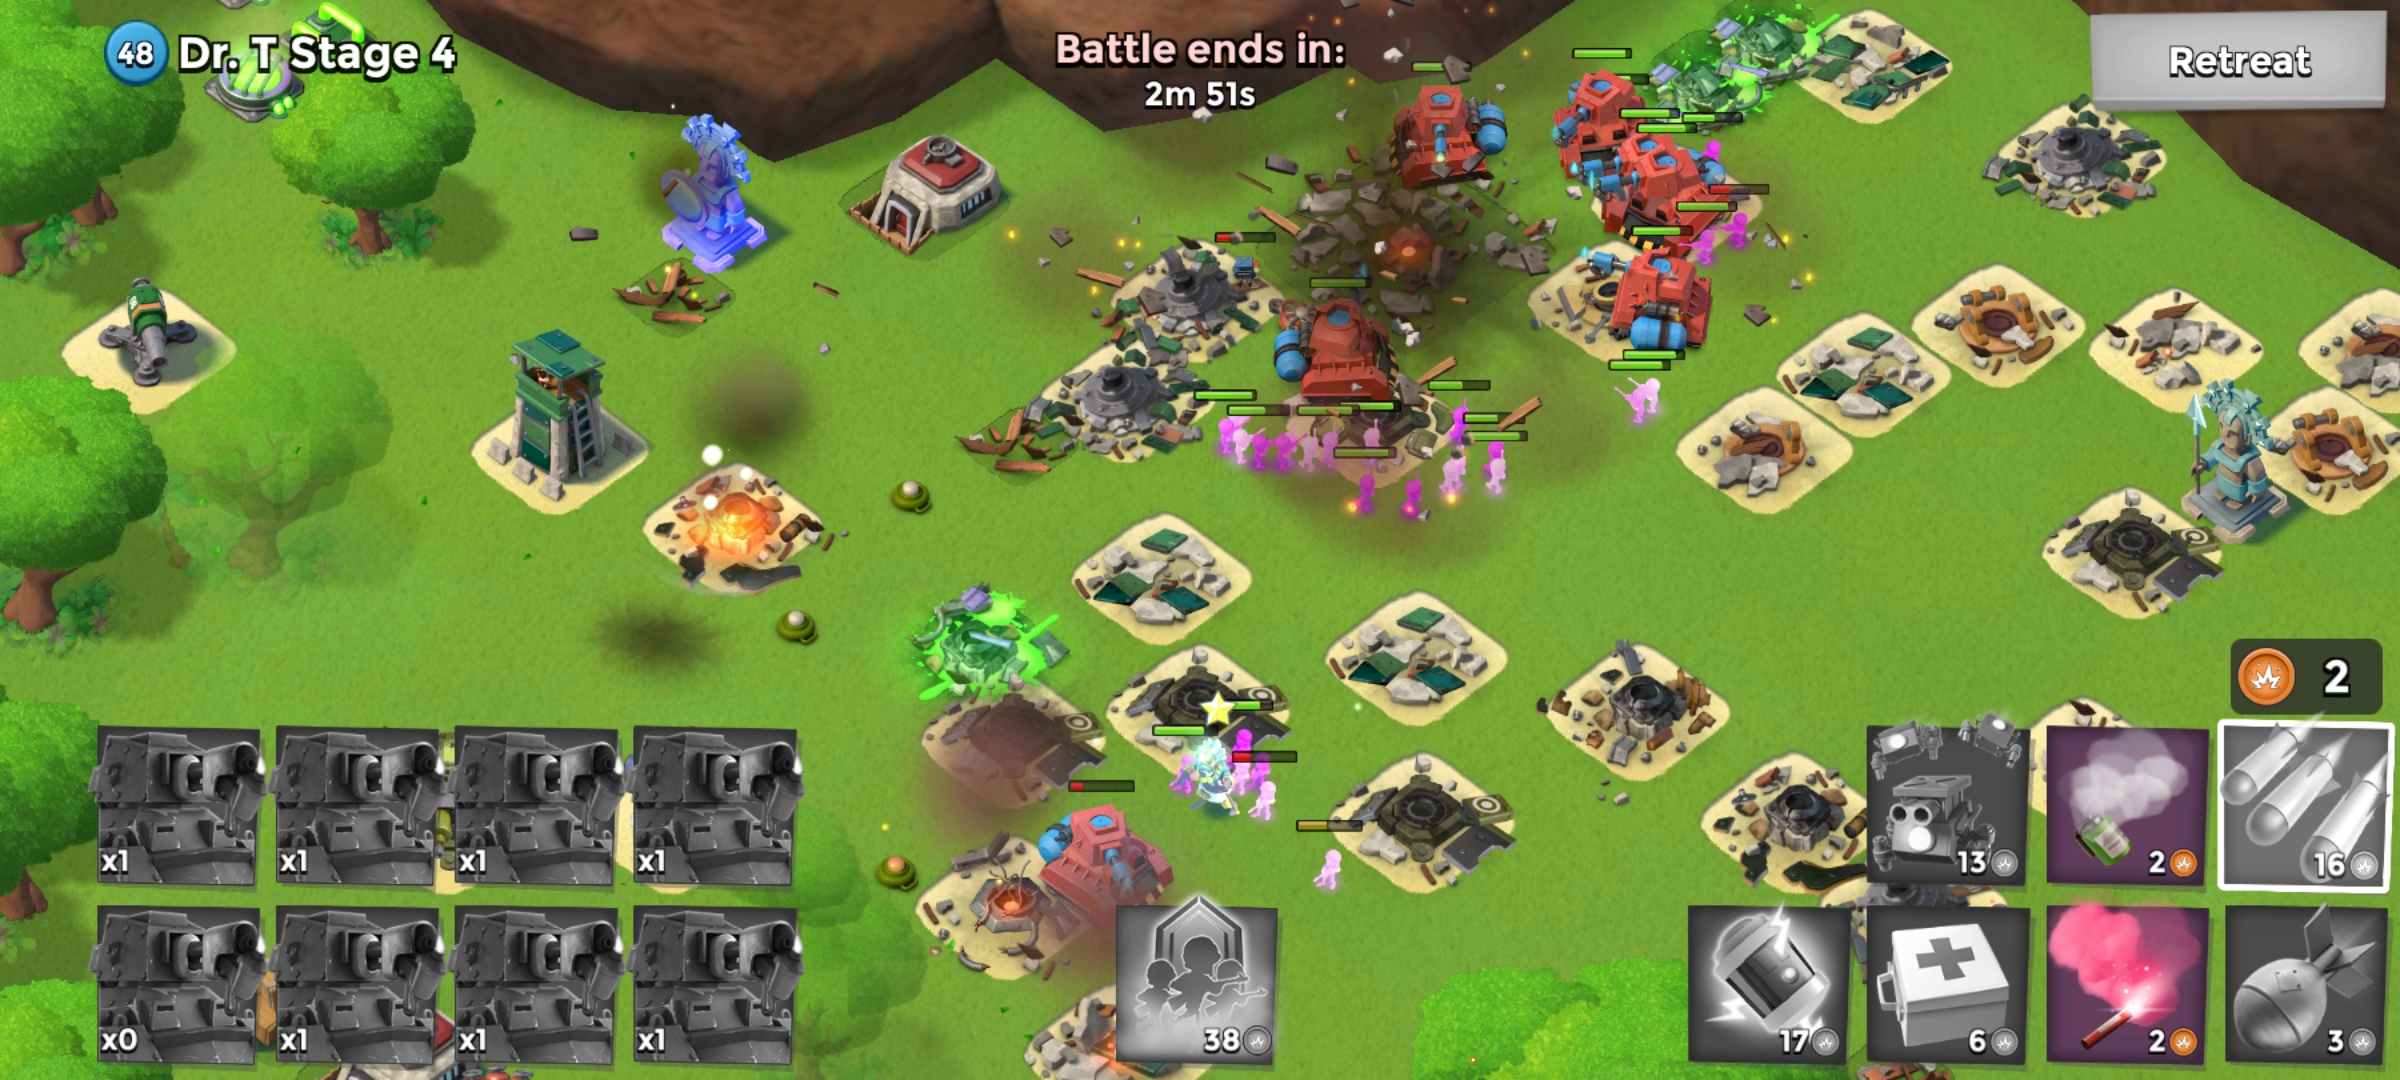 48 Dr. T Stage 4
Battle ends in:
2m 51s
Retreat
2
x1
x1
x1
x1
13
2
16
x0
x1
x1
x1
38
17
6
2
3